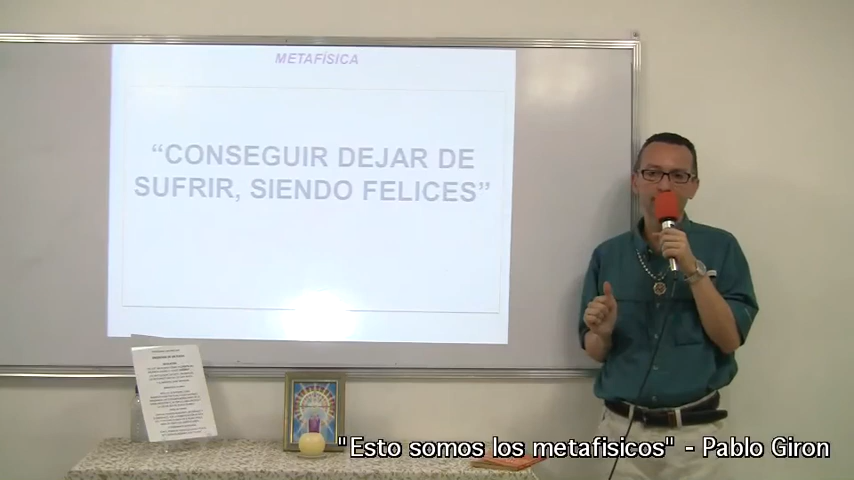 METAFÍSICA
“CONSEGUIR DEJAR DE
SUFRIR, SIENDO FELICES”
"Esto somos los metafisicos" - Pablo Giron